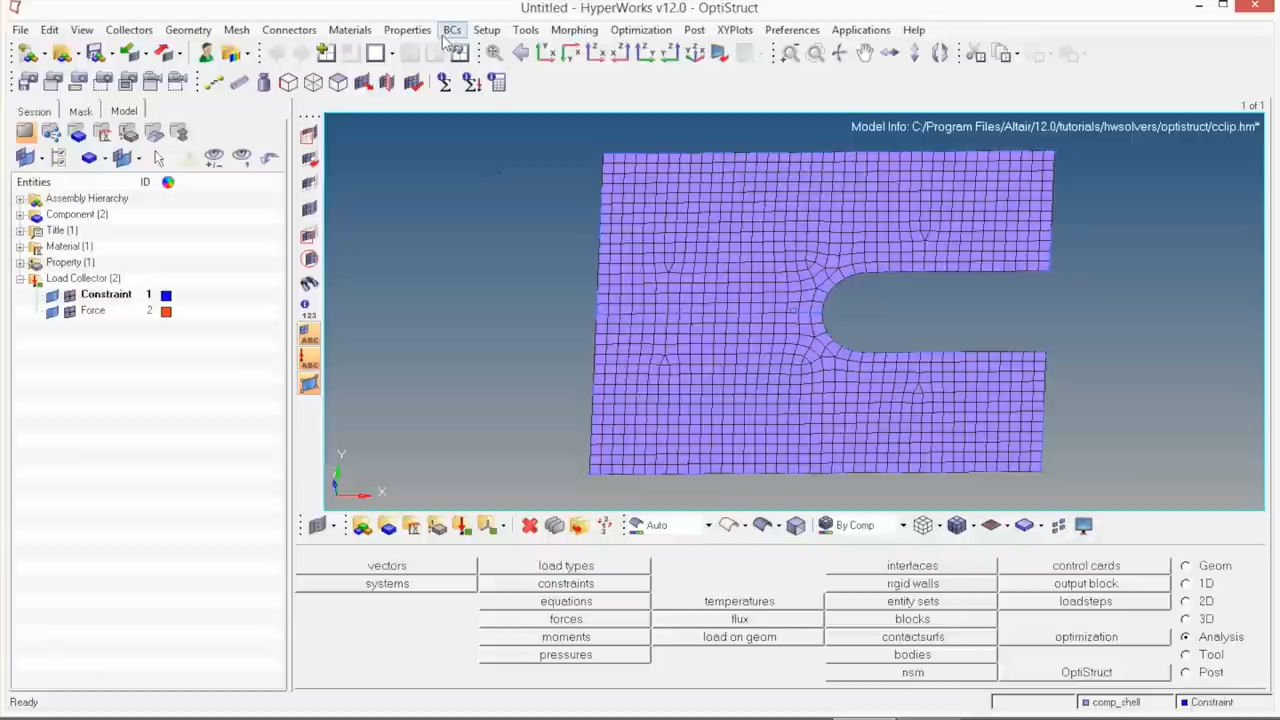 Untitled - HyperWorks v12.0 - OptiStruct
File Edit View Collectors Geometry Mesh Connectors Materials Properties BCs Setup Tools Morphing Optimization Post XYPlots Preferences Applications Help
Session Mask Model
1 of 1
Model Info: C:/Program Files/Altair/12.0/tutorials/hwsolvers/optistruct/cclip.hm*
Entities ID
Assembly Hierarchy
Component (2)
Title (1)
Material (1)
Property (1)
Load Collector (2)
Constraint 1
Force 2
123
ABC
ABC
Y
X
Auto
By Comp
vectors load types interfaces control cards Geom
systems constraints rigid walls output block 1D
equations temperatures entity sets loadsteps 2D
forces flux blocks 3D
moments load on geom contactsurfs optimization Analysis
pressures bodies Tool
nsm OptiStruct Post
Ready comp_shell Constraint